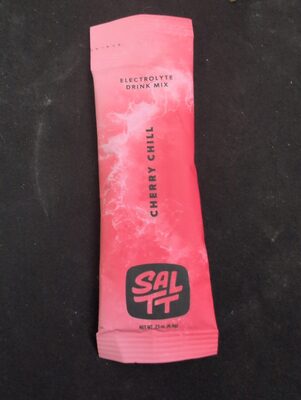 ELECTROLYTE
DRINK MIX
CHERRY CHILL
SAL
TT